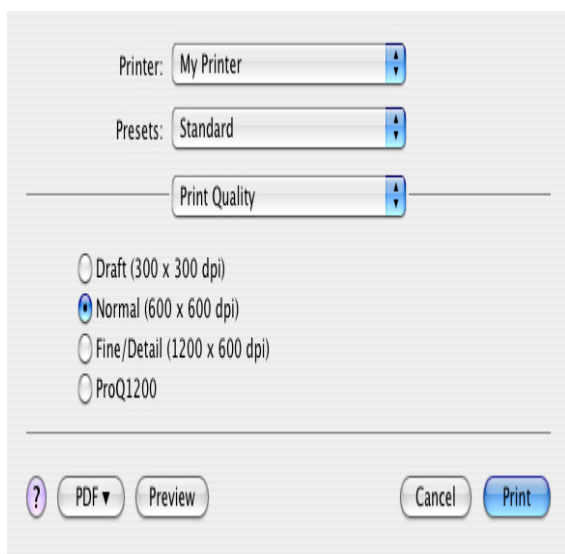 Printer: My Printer
Presets: Standard
Print Quality
Draft (300 x 300 dpi)
Normal (600 x 600 dpi)
Fine/Detail (1200 x 600 dpi)
ProQ1200
? PDF▼ Preview Cancel Print